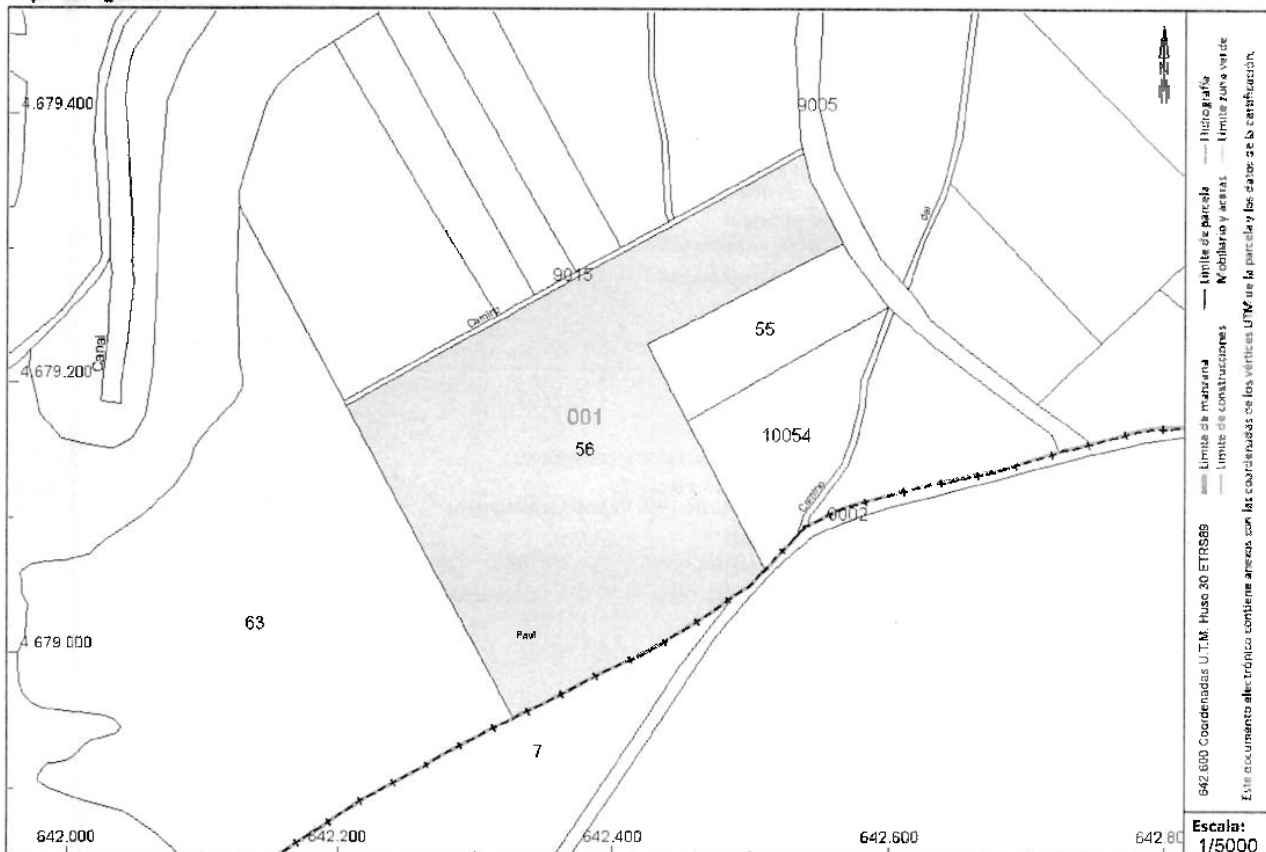 4.679.400
9005
del
9015
Camino
Canal
55
4.679.200
001
56
10054
Camino
9002
63
4.679.000
Paul
7
642.000
642.200
642.400
642.600
642.80
N
Límite de manzana
Límite de parcela
Hidrografía
Límite de construcciones
Mobiliario y aceras
Límite zona verde
642.600 Coordenadas U.T.M. Huso 30 ETRS89
Este documento electrónico contiene anexos con las coordenadas de los vértices UTM de la parcela y los datos de la certificación.
Escala:
1/5000